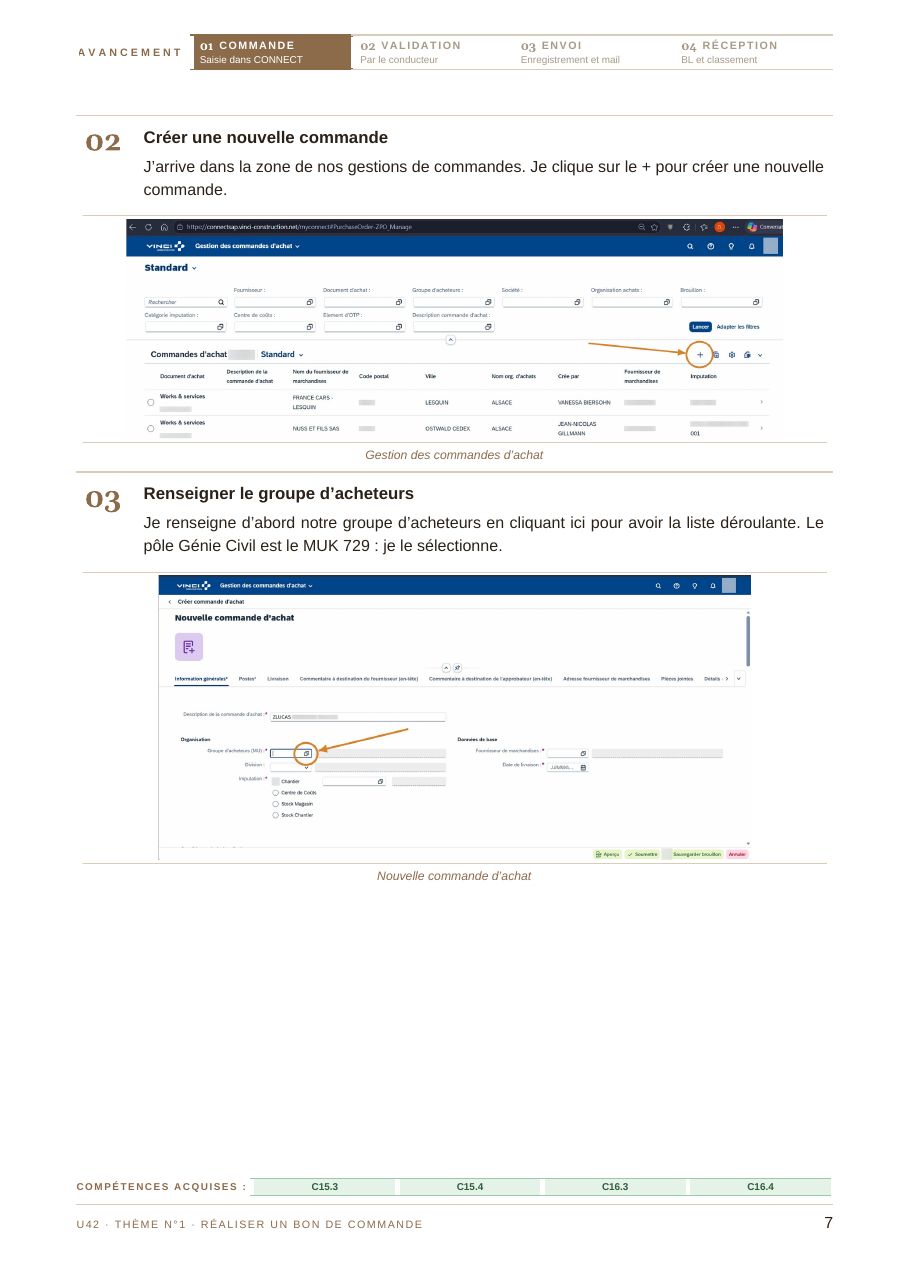 AVANCEMENT
01 COMMANDE
Saisie dans CONNECT
02 VALIDATION
Par le conducteur
03 ENVOI
Enregistrement et mail
04 RÉCEPTION
BL et classement
02
Créer une nouvelle commande
J’arrive dans la zone de nos gestions de commandes. Je clique sur le + pour créer une nouvelle
commande.
https://connectsap.vinci-construction.net/myconnect#PurchaseOrder-ZPO_Manage
VINCI Gestion des commandes d'achat
Standard
Rechercher
Fournisseur :
Document d'achat :
Groupe d'acheteurs :
Société :
Organisation achats :
Brouillon :
Catégorie imputation :
Centre de coûts :
Element d'OTP :
Description commande d'achat :
Lancer Adapter les filtres
Commandes d'achat Standard
Document d'achat
Description de la commande d'achat
Nom du fournisseur de marchandises
Code postal
Ville
Nom org. d'achats
Crée par
Fournisseur de marchandises
Imputation
Works & services
FRANCE CARS - LESQUIN
LESQUIN
ALSACE
VANESSA BIERSOHN
Works & services
NUSS ET FILS SAS
OSTWALD CEDEX
ALSACE
JEAN-NICOLAS GILLMANN
001
Gestion des commandes d’achat
03
Renseigner le groupe d’acheteurs
Je renseigne d’abord notre groupe d’acheteurs en cliquant ici pour avoir la liste déroulante. Le
pôle Génie Civil est le MUK 729 : je le sélectionne.
VINCI Gestion des commandes d'achat
Créer commande d'achat
Nouvelle commande d'achat
Information générales* Postes* Livraison Commentaire à destination du fournisseur (en-tête) Commentaire à destination de l'approbateur (en-tête) Adresse fournisseur de marchandises Pièces jointes Détails
Description de la commande d'achat :* ZLUCAS
Organisation
Données de base
Groupe d'acheteurs (MU) :*
Fournisseur de marchandises :*
Division :
Date de livraison :*
Imputation :* Chantier
Centre de Coûts
Stock Magasin
Stock Chantier
Aperçu Soumettre Sauvegarder brouillon Annuler
Nouvelle commande d’achat
COMPÉTENCES ACQUISES :
C15.3
C15.4
C16.3
C16.4
U42 · THÈME N°1 · RÉALISER UN BON DE COMMANDE
7